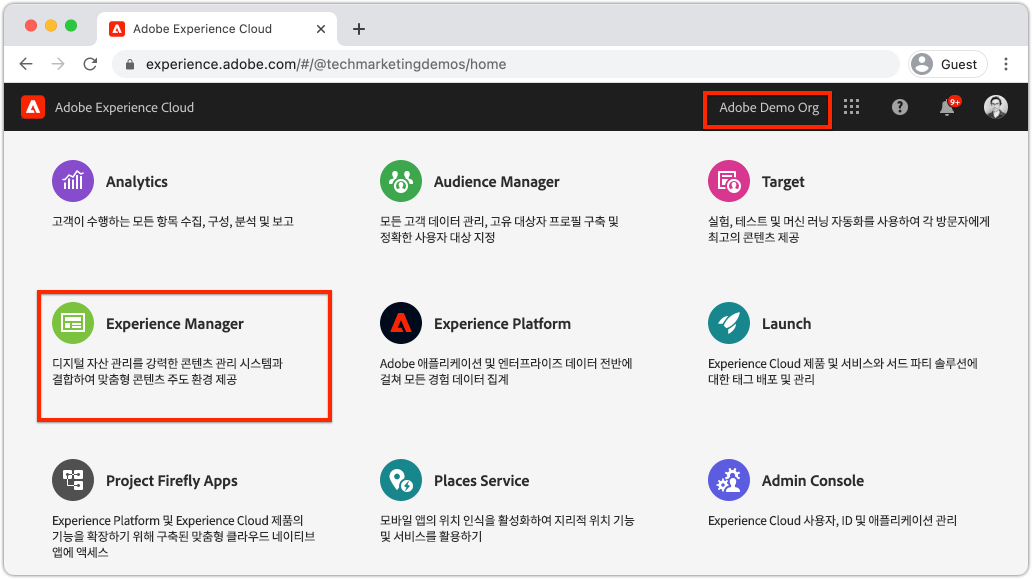 Adobe Experience Cloud
experience.adobe.com/#/@techmarketingdemos/home
Guest
Adobe Experience Cloud
Adobe Demo Org
9+
Analytics
고객이 수행하는 모든 항목 수집, 구성, 분석 및 보고
Audience Manager
모든 고객 데이터 관리, 고유 대상자 프로필 구축 및
정확한 사용자 대상 지정
Target
실험, 테스트 및 머신 러닝 자동화를 사용하여 각 방문자에게
최고의 콘텐츠 제공
Experience Manager
디지털 자산 관리를 강력한 콘텐츠 관리 시스템과
결합하여 맞춤형 콘텐츠 주도 환경 제공
Experience Platform
Adobe 애플리케이션 및 엔터프라이즈 데이터 전반에
걸쳐 모든 경험 데이터 집계
Launch
Experience Cloud 제품 및 서비스와 서드 파티 솔루션에
대한 태그 배포 및 관리
Project Firefly Apps
Experience Platform 및 Experience Cloud 제품의
기능을 확장하기 위해 구축된 맞춤형 클라우드 네이티브
앱에 액세스
Places Service
모바일 앱의 위치 인식을 활성화하여 지리적 위치 기능
및 서비스를 활용하기
Admin Console
Experience Cloud 사용자, ID 및 애플리케이션 관리